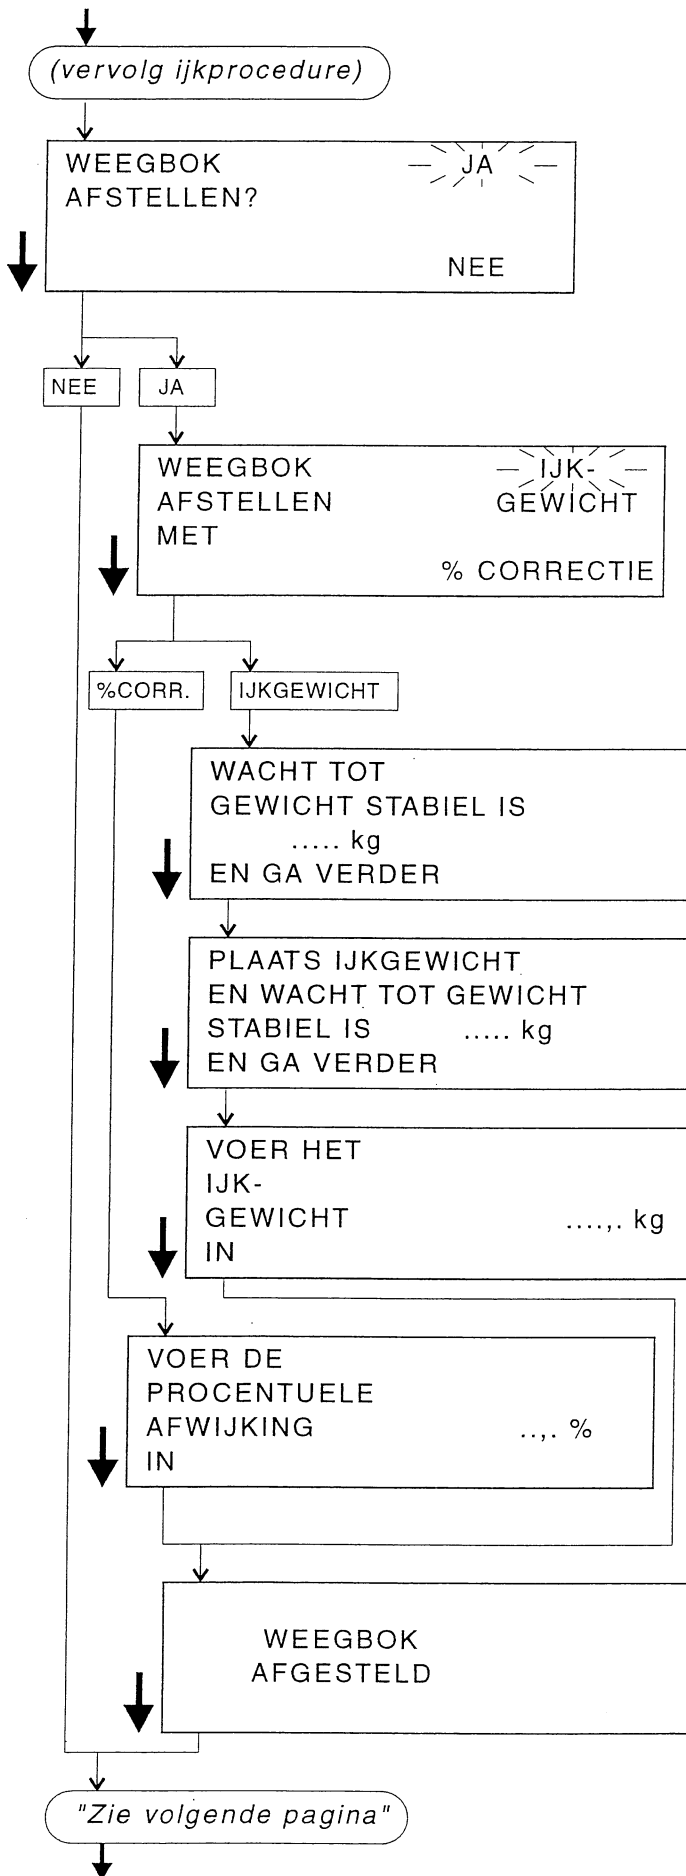 (vervolg ijkprocedure)
WEEGBOK JA
AFSTELLEN?
NEE
NEE JA
WEEGBOK IJK-
AFSTELLEN GEWICHT
MET
% CORRECTIE
%CORR. IJKGEWICHT
WACHT TOT
GEWICHT STABIEL IS
..... kg
EN GA VERDER
PLAATS IJKGEWICHT
EN WACHT TOT GEWICHT
STABIEL IS ..... kg
EN GA VERDER
VOER HET
IJK-
GEWICHT ....,. kg
IN
VOER DE
PROCENTUELE
AFWIJKING ..,. %
IN
WEEGBOK
AFGESTELD
"Zie volgende pagina"